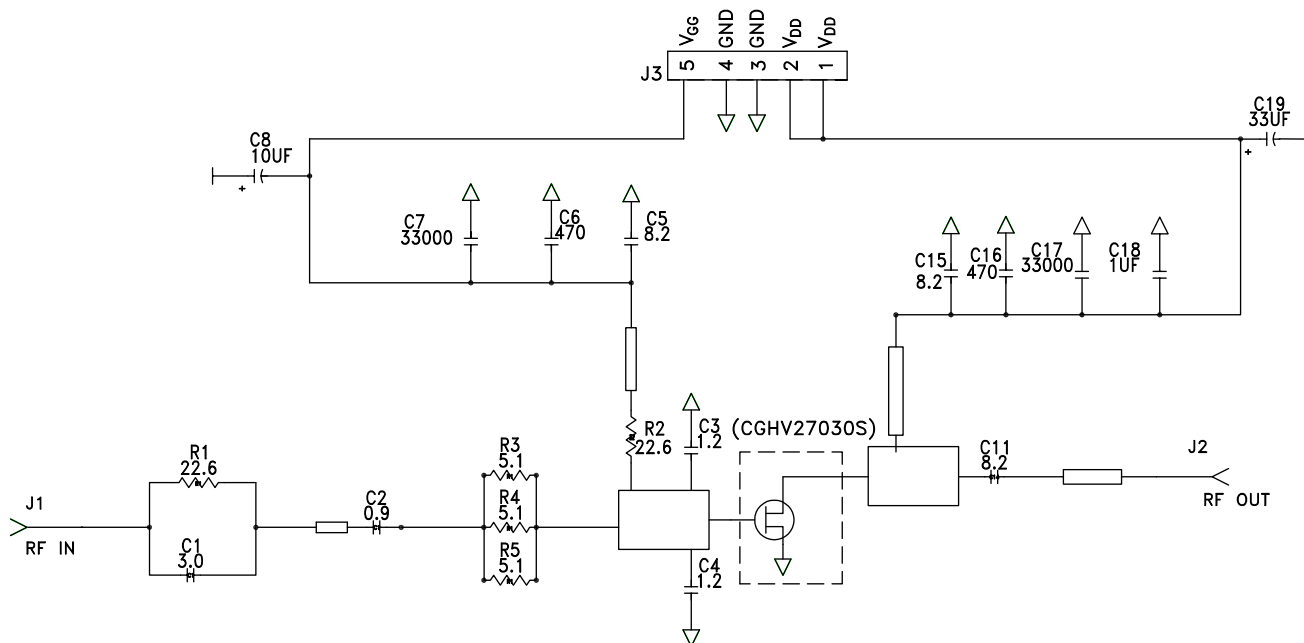 VGG
GND
GND
VDD
VDD
J3
5
4
3
2
1
C8
10UF
+
C19
33UF
+
C7
33000
C6
470
C5
8.2
C15
8.2
C16
470
C17
33000
C18
1UF
R2
22.6
C3
1.2
(CGHV27030S)
J1
RF IN
R1
22.6
C1
3.0
C2
0.9
R3
5.1
R4
5.1
R5
5.1
C4
1.2
C11
8.2
J2
RF OUT